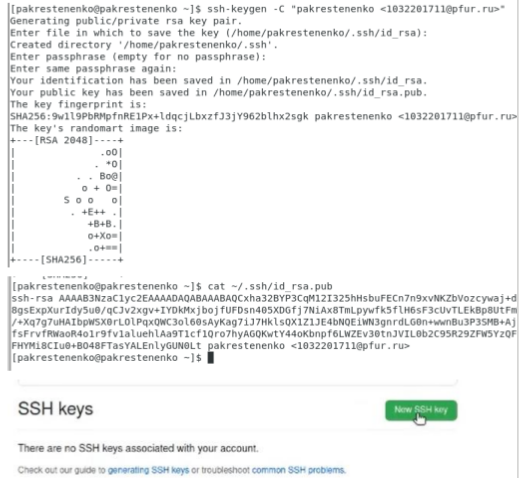 [pakrestenenko@pakrestenenko ~]$ ssh-keygen -C "pakrestenenko <1032201711@pfur.ru>"
Generating public/private rsa key pair.
Enter file in which to save the key (/home/pakrestenenko/.ssh/id_rsa):
Created directory '/home/pakrestenenko/.ssh'.
Enter passphrase (empty for no passphrase):
Enter same passphrase again:
Your identification has been saved in /home/pakrestenenko/.ssh/id_rsa.
Your public key has been saved in /home/pakrestenenko/.ssh/id_rsa.pub.
The key fingerprint is:
SHA256:9wll9PbRMpfnRE1Px+ldqcjLbxzfJ3jY962blhx2sgk pakrestenenko <1032201711@pfur.ru>
The key's randomart image is:
+---[RSA 2048]----+
|             .oO|
|            . *O|
|         . . Bo@|
|          o + O=|
|       S o o   o|
|        . +E++ .|
|           +B+B.|
|           o+Xo=|
|           .o+==|
+----[SHA256]-----+
[pakrestenenko@pakrestenenko ~]$ cat ~/.ssh/id_rsa.pub
ssh-rsa AAAAB3NzaC1yc2EAAAADAQABAAABAQCxha32BYP3CqM12I325hHsbuFECn7n9xvNKZbVozcywaj+d
8gsExpXurIdy5u0/qCJv2xgv+IYDkMxjbojfUFDsn405XDGfj7NiAx8TmLpywfk5flH6sF3cUvTLEkBp8UtFm
/+Xq7g7uHAIbpWSX0rLOlPqxQWC3ol60sAyKag7iJ7HklsQX1Z1JE4bNQEiWN3gnrdLG0n+wwnBu3P3SMB+Aj
fsFrvfRWaoR4o1r9fv1aluehlAa9T1cf1Qro7hyAGQKwtY44oKbnpf6LWZEv30tnJVIL0b2C95R29ZFW5YzQF
FHYMi8CIu0+BO48FTasYALEnlyGUN0Lt pakrestenenko <1032201711@pfur.ru>
[pakrestenenko@pakrestenenko ~]$
SSH keys
New SSH key
There are no SSH keys associated with your account.
Check out our guide to generating SSH keys or troubleshoot common SSH problems.